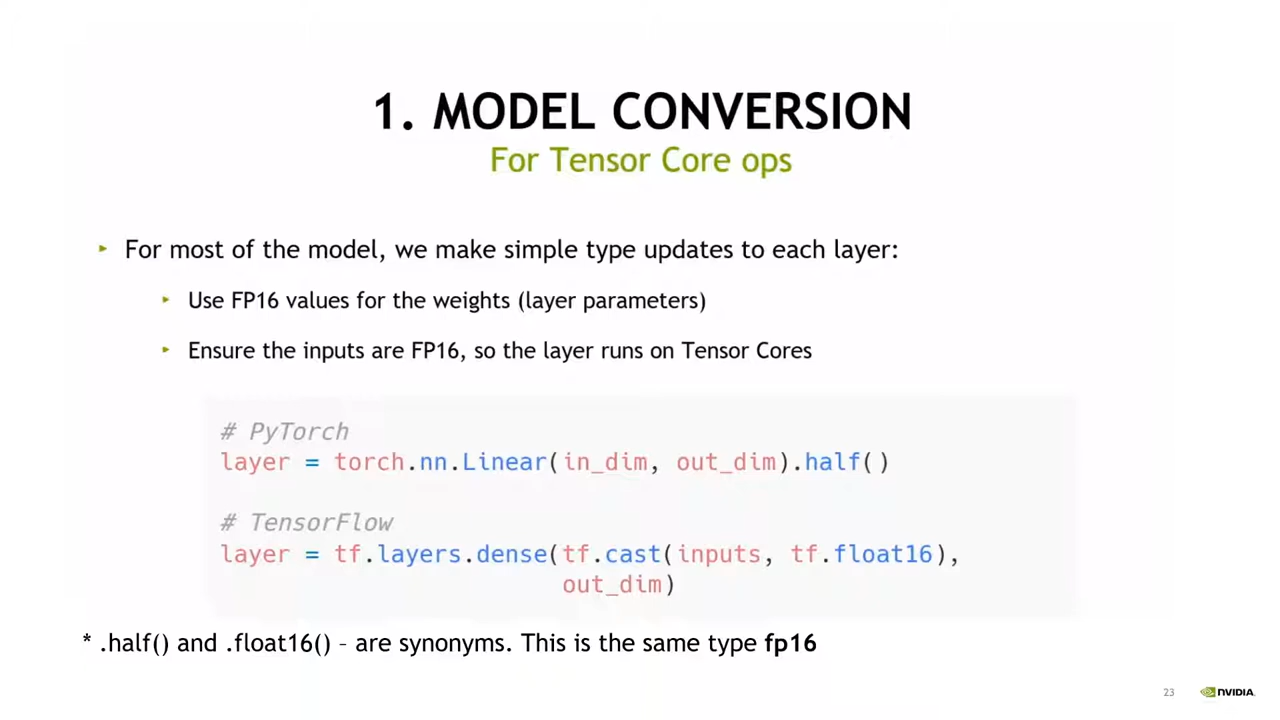 1. MODEL CONVERSION
For Tensor Core ops
‣ For most of the model, we make simple type updates to each layer:
‣ Use FP16 values for the weights (layer parameters)
‣ Ensure the inputs are FP16, so the layer runs on Tensor Cores
# PyTorch
layer = torch.nn.Linear(in_dim, out_dim).half()
# TensorFlow
layer = tf.layers.dense(tf.cast(inputs, tf.float16),
out_dim)
* .half() and .float16() – are synonyms. This is the same type fp16
23 NVIDIA.